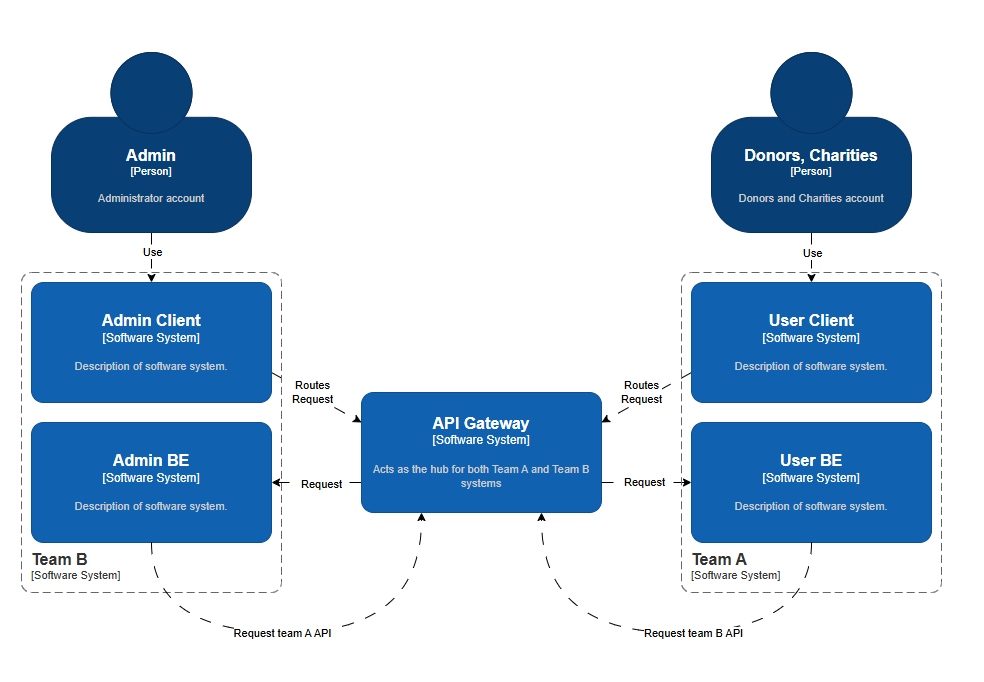 Admin
[Person]
Administrator account
Donors, Charities
[Person]
Donors and Charities account
Use
Use
Admin Client
[Software System]
Description of software system.
User Client
[Software System]
Description of software system.
Routes
Request
Routes
Request
API Gateway
[Software System]
Acts as the hub for both Team A and Team B
systems
Admin BE
[Software System]
Description of software system.
Request
Request
User BE
[Software System]
Description of software system.
Team B
[Software System]
Team A
[Software System]
Request team A API
Request team B API